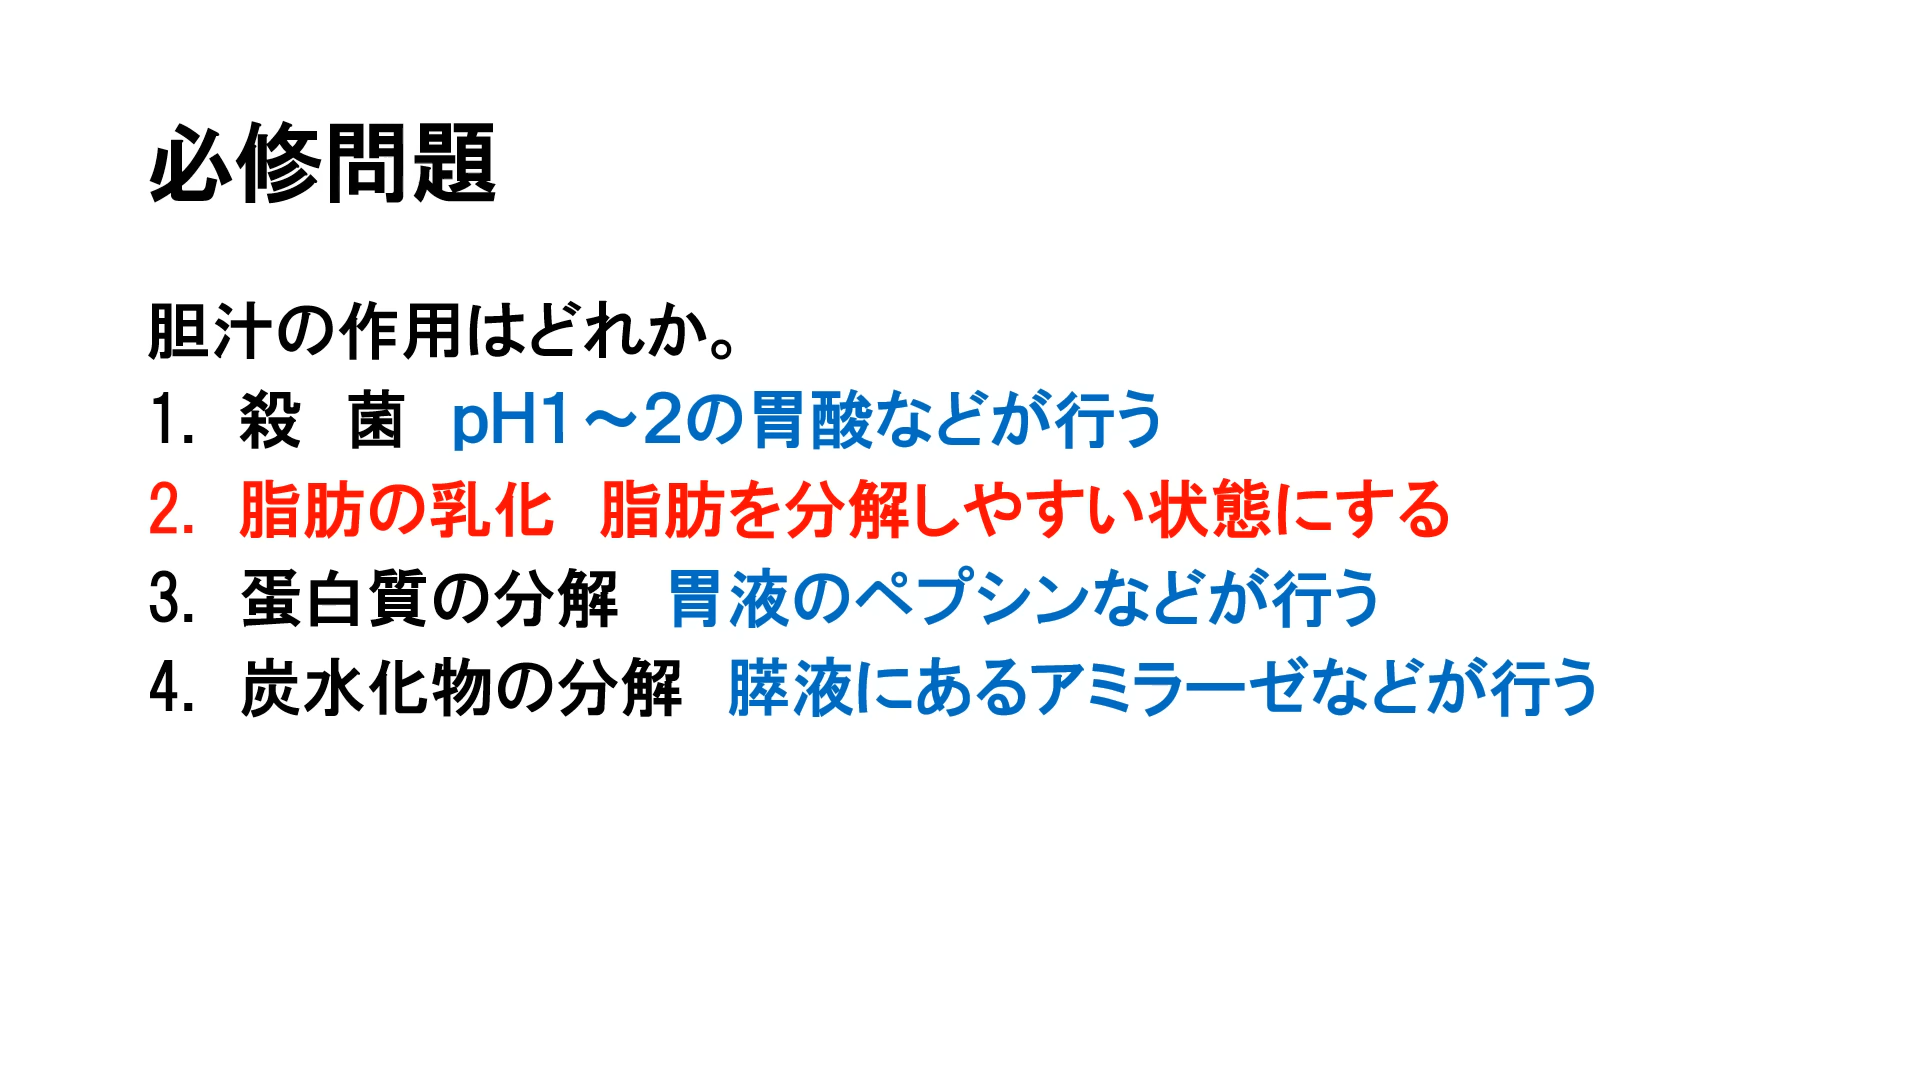 必修問題
胆汁の作用はどれか。
1. 殺　菌　pH1～2の胃酸などが行う
2. 脂肪の乳化　脂肪を分解しやすい状態にする
3. 蛋白質の分解　胃液のペプシンなどが行う
4. 炭水化物の分解　膵液にあるアミラーゼなどが行う